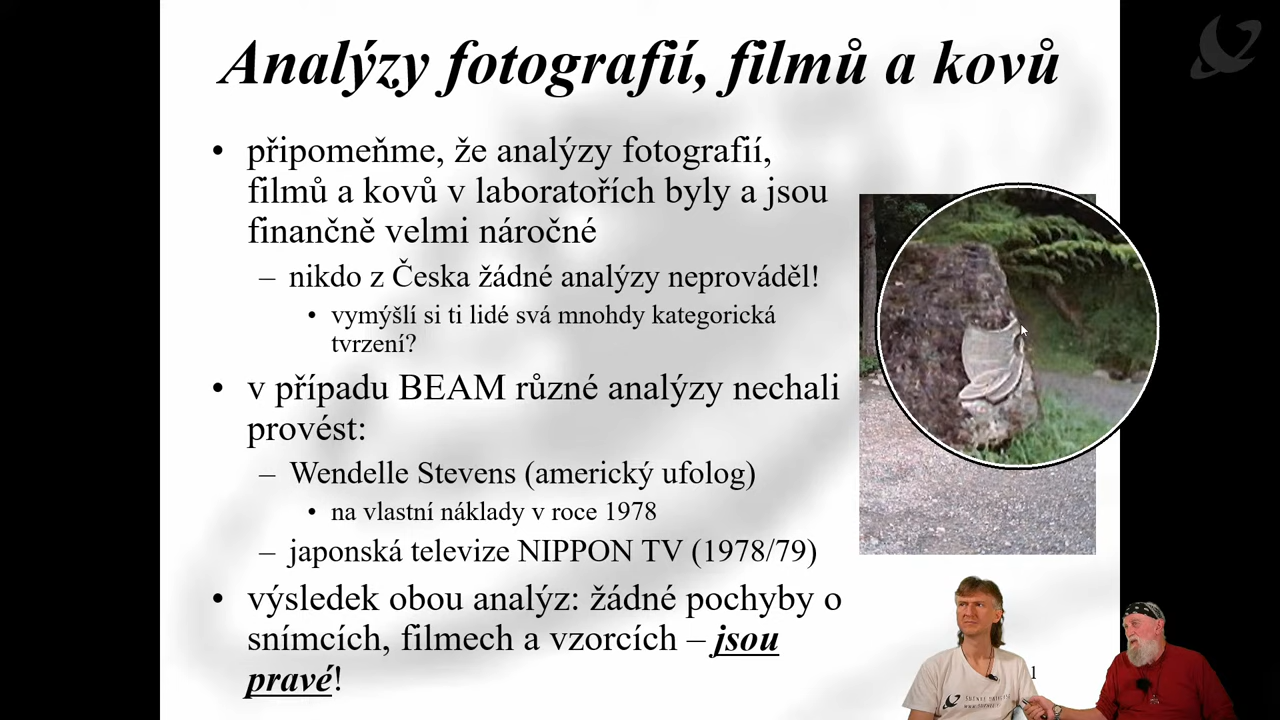 Analýzy fotografií, filmů a kovů
• připomeňme, že analýzy fotografií,
filmů a kovů v laboratořích byly a jsou
finančně velmi náročné
– nikdo z Česka žádné analýzy neprováděl!
• vymýšlí si ti lidé svá mnohdy kategorická
tvrzení?
• v případu BEAM různé analýzy nechali
provést:
– Wendelle Stevens (americký ufolog)
• na vlastní náklady v roce 1978
– japonská televize NIPPON TV (1978/79)
• výsledek obou analýz: žádné pochyby o
snímcích, filmech a vzorcích – jsou
pravé!
1